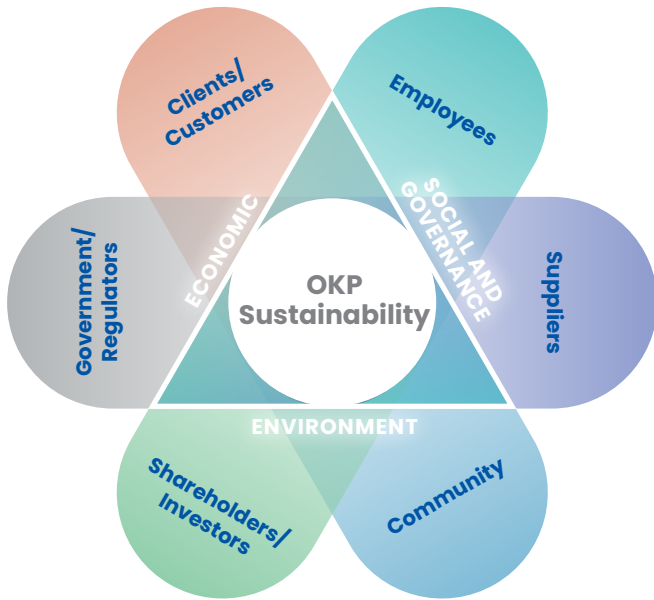 Clients/
Customers
Employees
ECONOMIC
SOCIAL AND
GOVERNANCE
Government/
Regulators
OKP
Sustainability
Suppliers
ENVIRONMENT
Shareholders/
Investors
Community